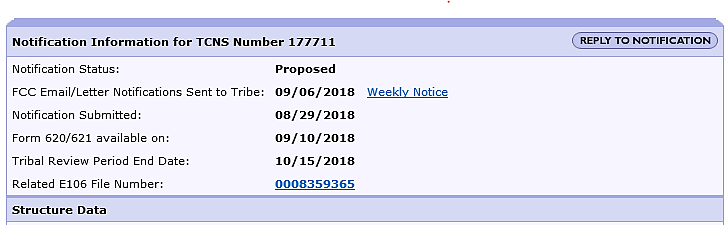 Notification Information for TCNS Number 177711 REPLY TO NOTIFICATION
Notification Status: Proposed
FCC Email/Letter Notifications Sent to Tribe: 09/06/2018 Weekly Notice
Notification Submitted: 08/29/2018
Form 620/621 available on: 09/10/2018
Tribal Review Period End Date: 10/15/2018
Related E106 File Number: 0008359365
Structure Data